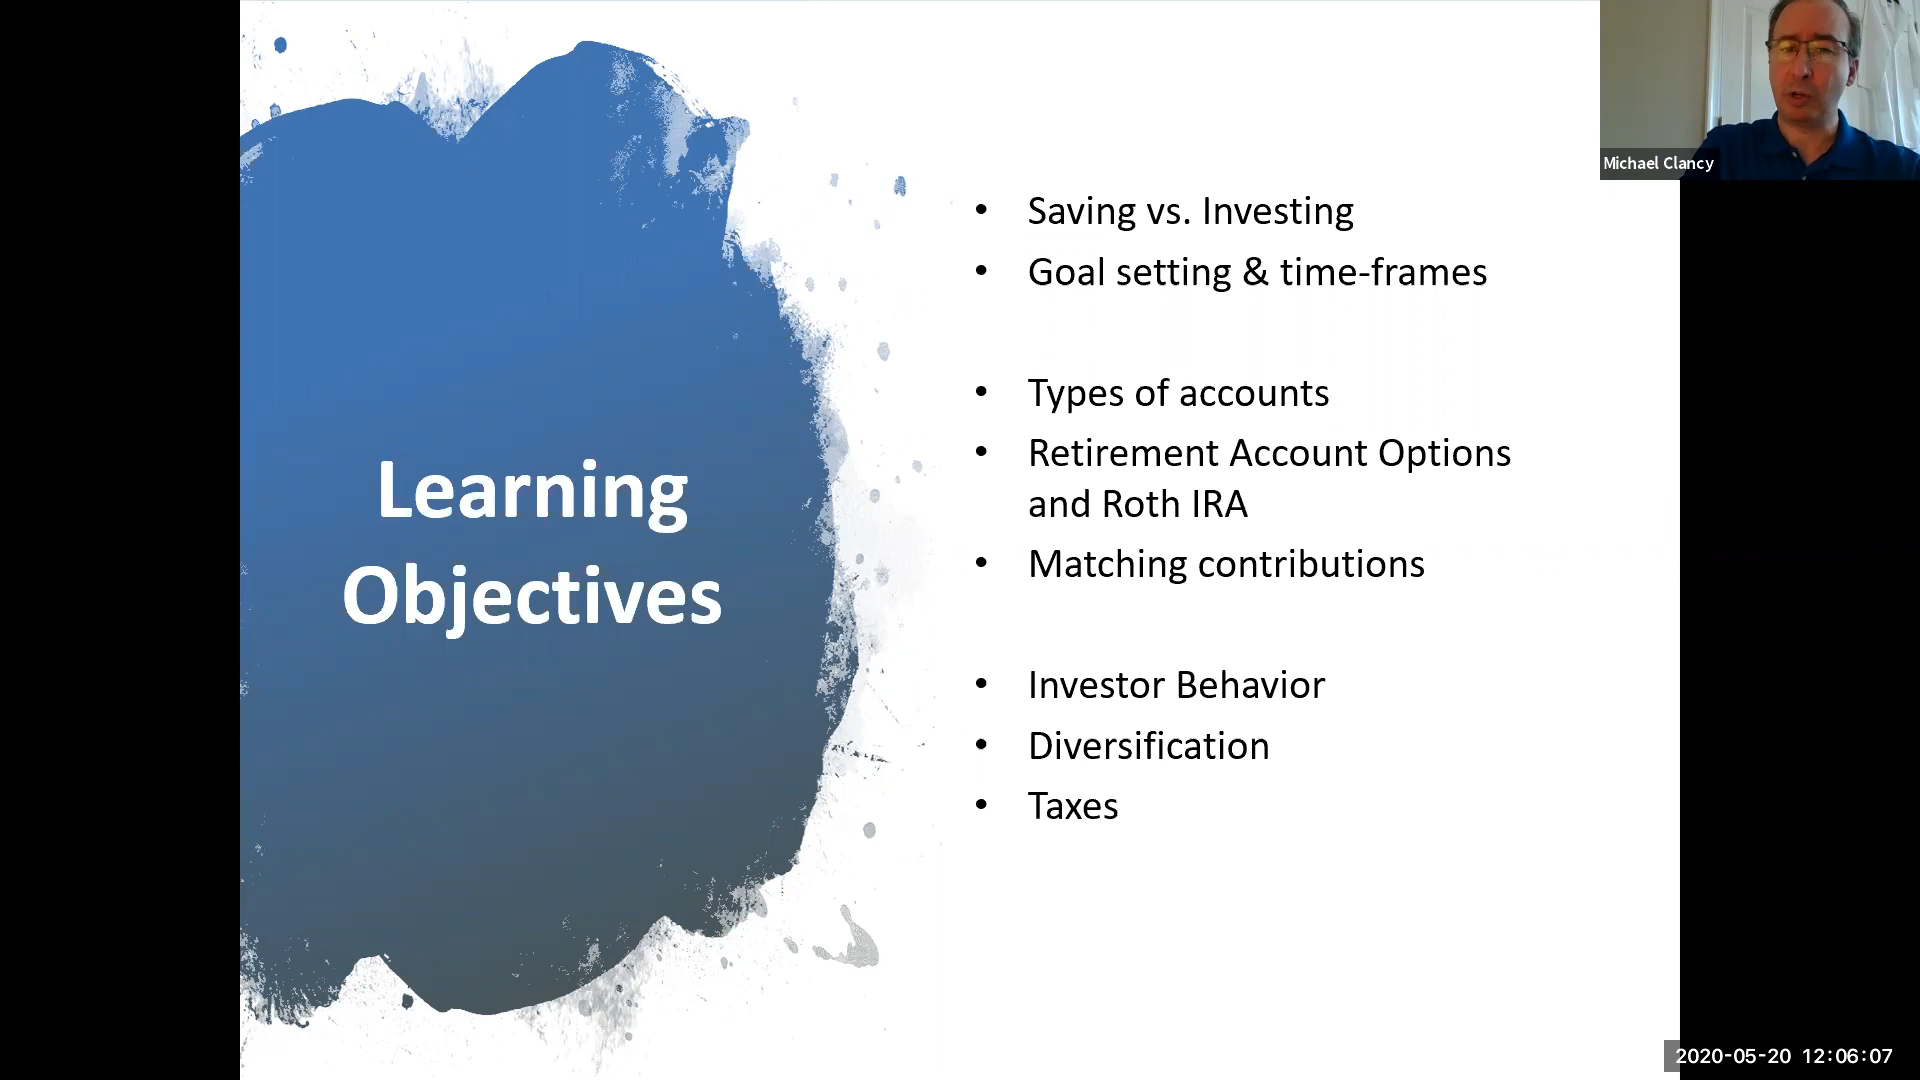 Michael Clancy
Learning
Objectives
• Saving vs. Investing
• Goal setting & time-frames
• Types of accounts
• Retirement Account Options
and Roth IRA
• Matching contributions
• Investor Behavior
• Diversification
• Taxes
2020-05-20 12:06:07